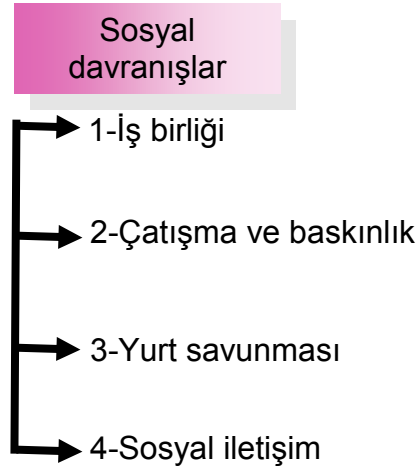 Sosyal
davranışlar
1-İş birliği
2-Çatışma ve baskınlık
3-Yurt savunması
4-Sosyal iletişim